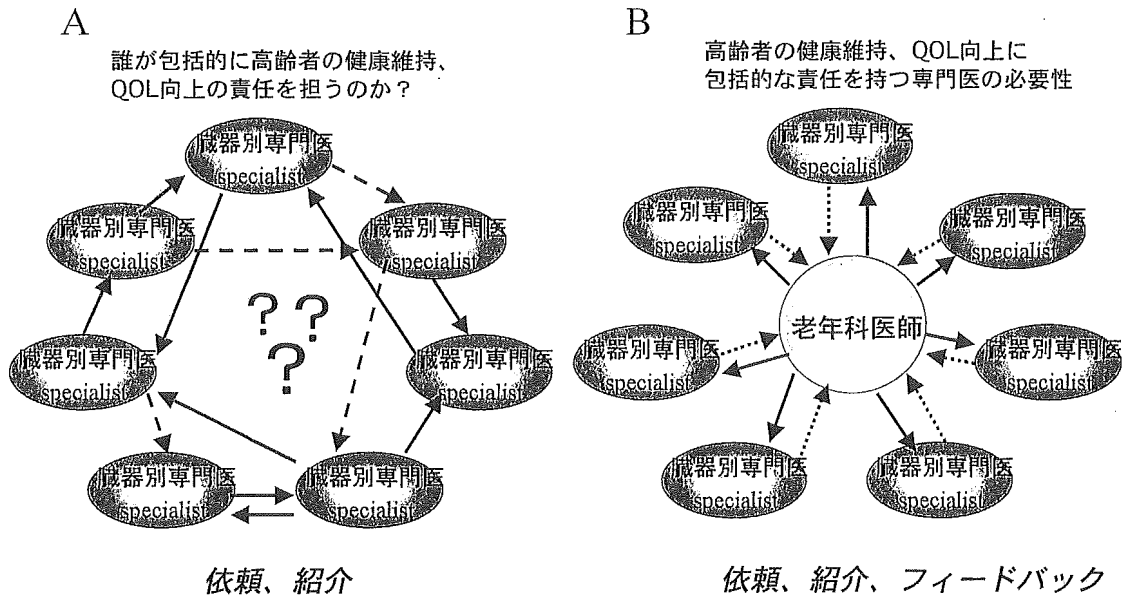 A
誰が包括的に高齢者の健康維持、
QOL向上の責任を担うのか？
臓器別専門医
specialist
臓器別専門医
specialist
臓器別専門医
specialist
臓器別専門医
specialist
臓器別専門医
specialist
臓器別専門医
specialist
臓器別専門医
specialist
?
?
?
依頼、紹介
B
高齢者の健康維持、QOL向上に
包括的な責任を持つ専門医の必要性
臓器別専門医
specialist
臓器別専門医
specialist
臓器別専門医
specialist
老年科医師
臓器別専門医
specialist
臓器別専門医
specialist
臓器別専門医
specialist
臓器別専門医
specialist
依頼、紹介、フィードバック